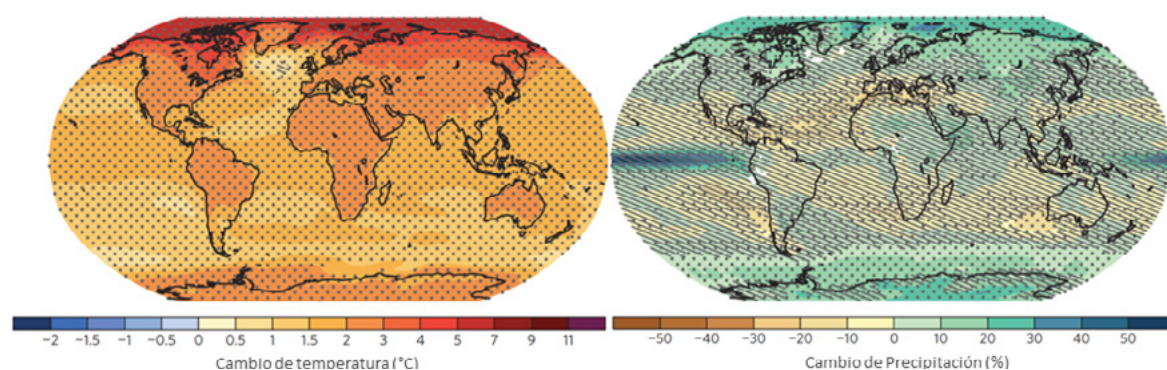 −2 −1.5 −1 −0.5 0 0.5 1 1.5 2 3 4 5 7 9 11
Cambio de temperatura (°C)
−50 −40 −30 −20 −10 0 10 20 30 40 50
Cambio de Precipitación (%)